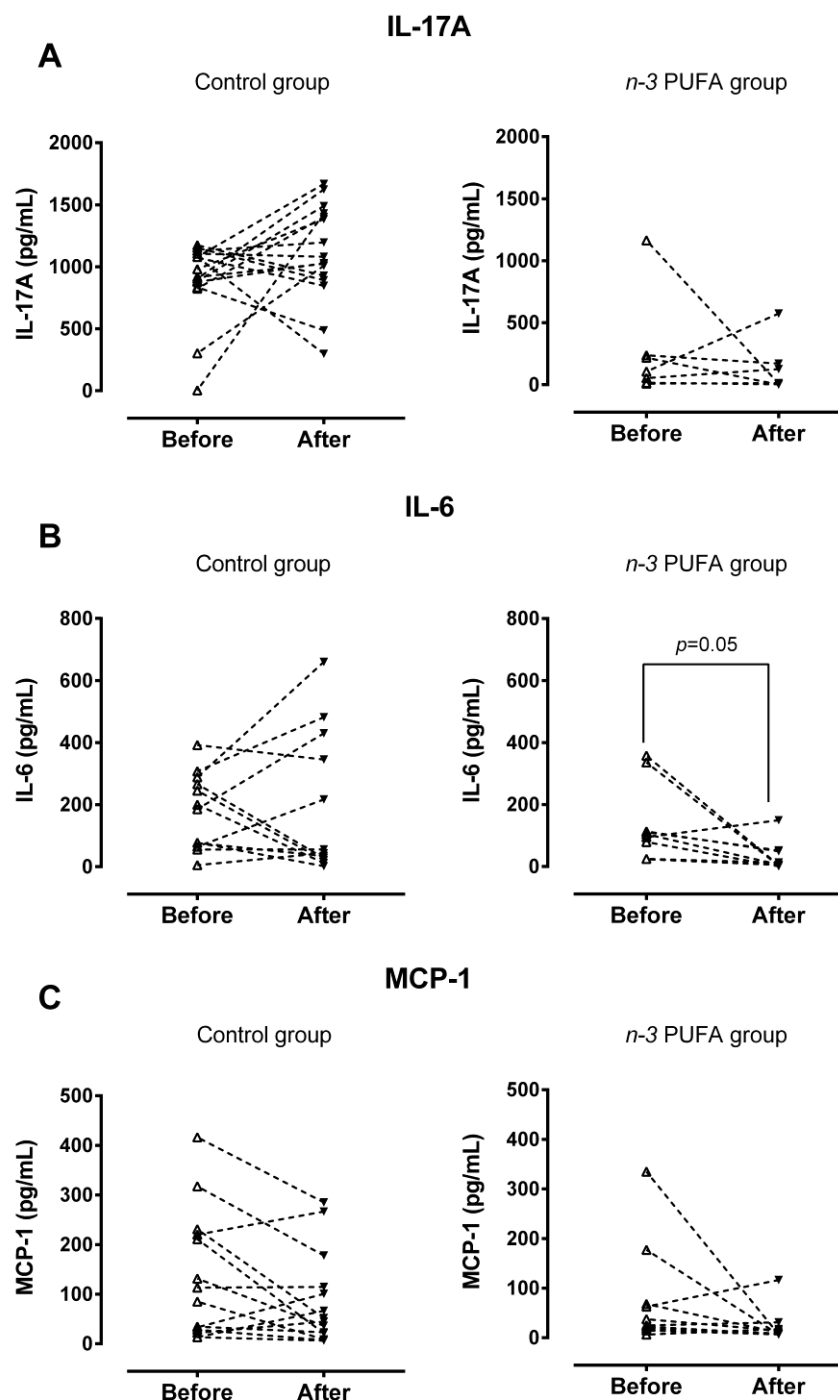 IL-17A
A
Control group
n-3 PUFA group
2000
1500
1000
500
0
IL-17A (pg/mL)
Before After
2000
1500
1000
500
0
IL-17A (pg/mL)
Before After
IL-6
B
Control group
n-3 PUFA group
800
600
400
200
0
IL-6 (pg/mL)
Before After
800
600
400
200
0
IL-6 (pg/mL)
p=0.05
Before After
MCP-1
C
Control group
n-3 PUFA group
500
400
300
200
100
0
MCP-1 (pg/mL)
Before After
500
400
300
200
100
0
MCP-1 (pg/mL)
Before After